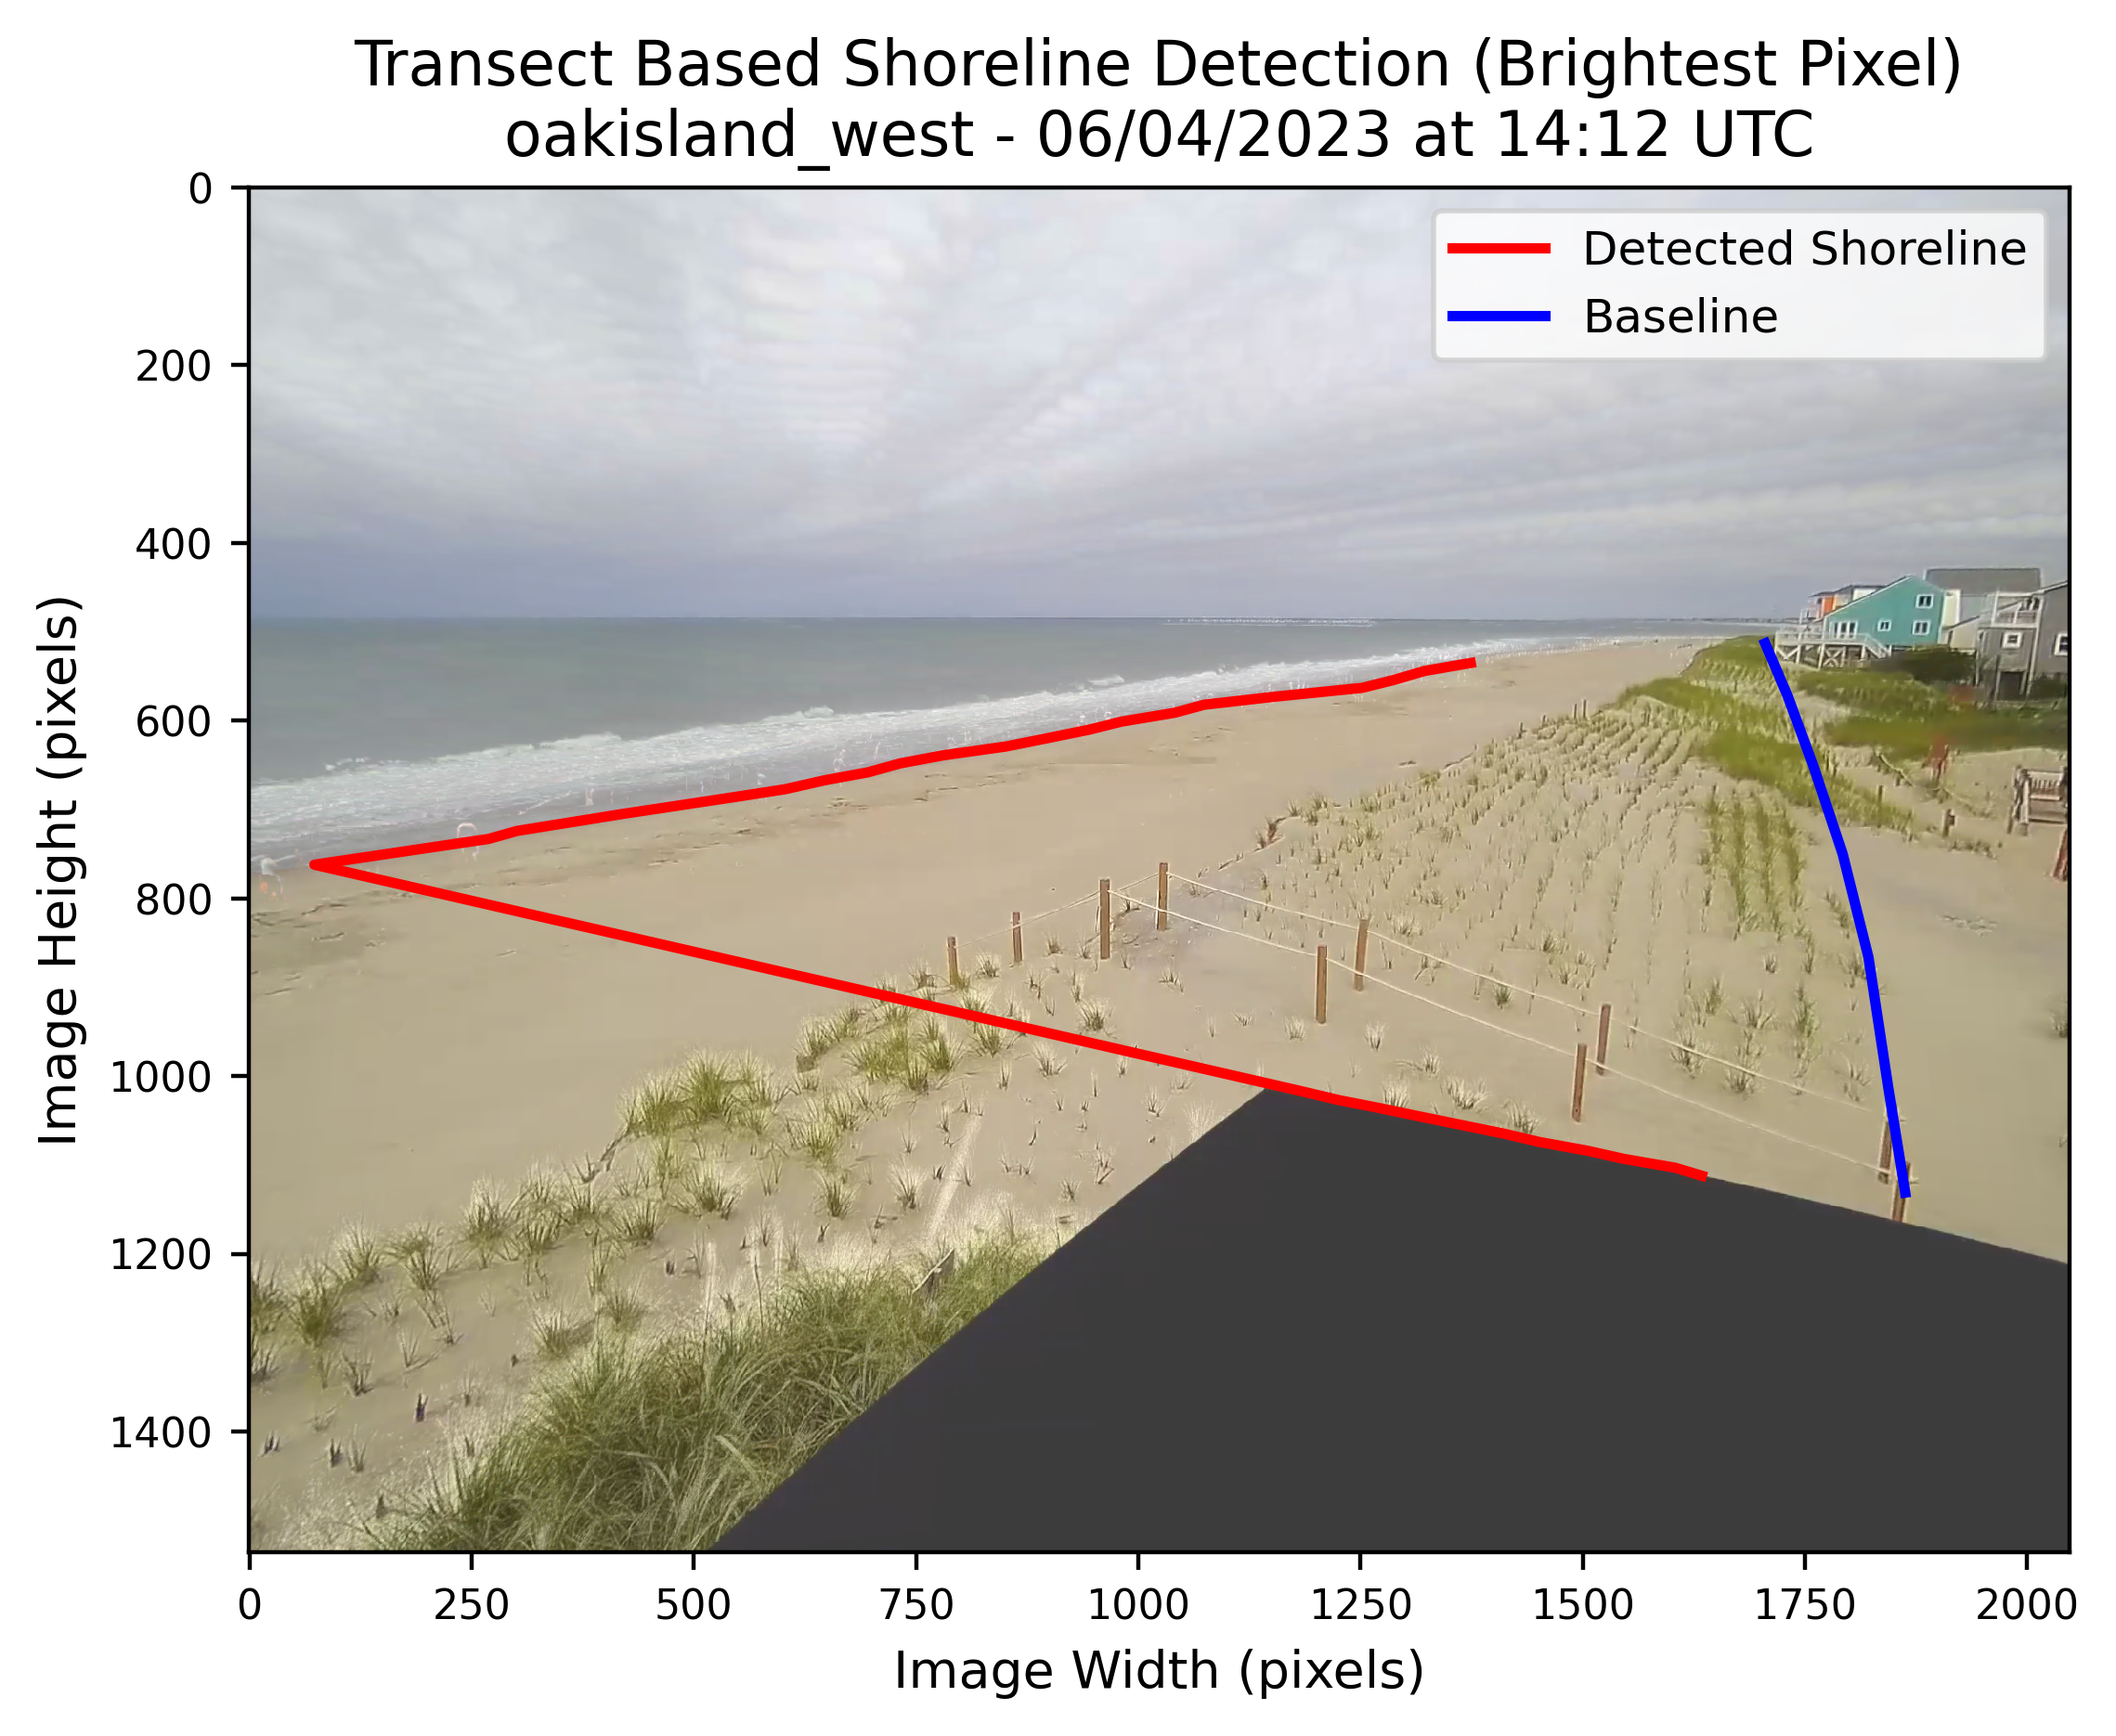 Transect Based Shoreline Detection (Brightest Pixel)
oakisland_west - 06/04/2023 at 14:12 UTC
Detected Shoreline
Baseline
0
200
400
600
800
1000
1200
1400
Image Height (pixels)
0 250 500 750 1000 1250 1500 1750 2000
Image Width (pixels)